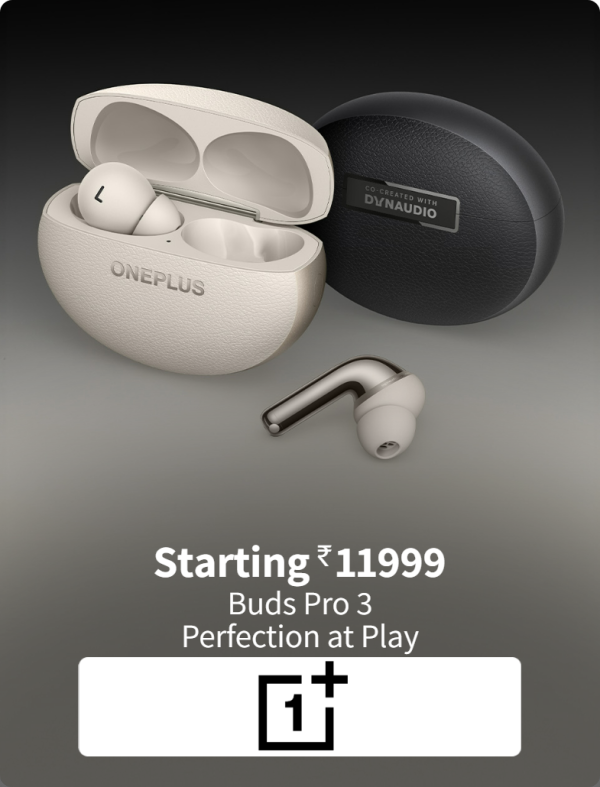 L
ONEPLUS
CO-CREATED WITH
DYNAUDIO
Starting ₹11999
Buds Pro 3
Perfection at Play
1+